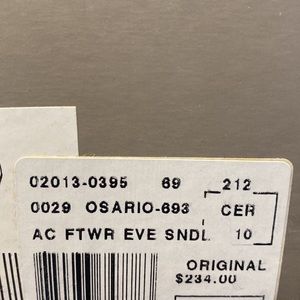 02013-0395 69 212
0029 OSARIO-693 CER
AC FTWR EVE SNDL 10
ORIGINAL
$234.00